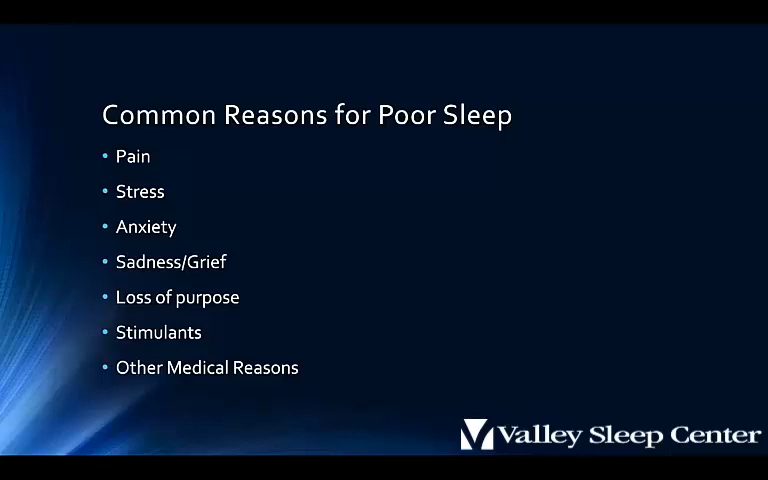 Common Reasons for Poor Sleep
• Pain
• Stress
• Anxiety
• Sadness/Grief
• Loss of purpose
• Stimulants
• Other Medical Reasons
Valley Sleep Center